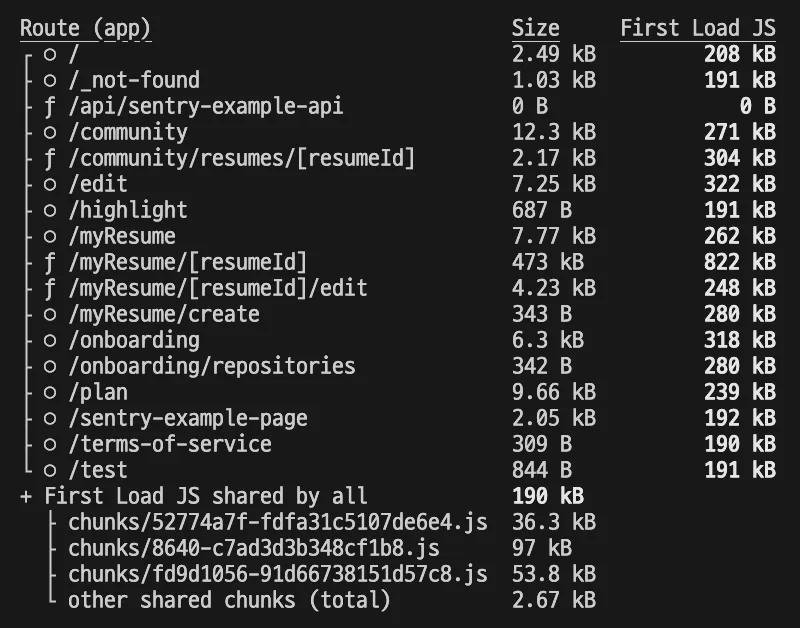 Route (app) Size First Load JS
┌ ○ / 2.49 kB 208 kB
├ ○ /_not-found 1.03 kB 191 kB
├ ƒ /api/sentry-example-api 0 B 0 B
├ ○ /community 12.3 kB 271 kB
├ ƒ /community/resumes/[resumeId] 2.17 kB 304 kB
├ ○ /edit 7.25 kB 322 kB
├ ○ /highlight 687 B 191 kB
├ ○ /myResume 7.77 kB 262 kB
├ ƒ /myResume/[resumeId] 473 kB 822 kB
├ ƒ /myResume/[resumeId]/edit 4.23 kB 248 kB
├ ○ /myResume/create 343 B 280 kB
├ ○ /onboarding 6.3 kB 318 kB
├ ○ /onboarding/repositories 342 B 280 kB
├ ○ /plan 9.66 kB 239 kB
├ ○ /sentry-example-page 2.05 kB 192 kB
├ ○ /terms-of-service 309 B 190 kB
└ ○ /test 844 B 191 kB
+ First Load JS shared by all 190 kB
├ chunks/52774a7f-fdfa31c5107de6e4.js 36.3 kB
├ chunks/8640-c7ad3d3b348cf1b8.js 97 kB
├ chunks/fd9d1056-91d66738151d57c8.js 53.8 kB
└ other shared chunks (total) 2.67 kB